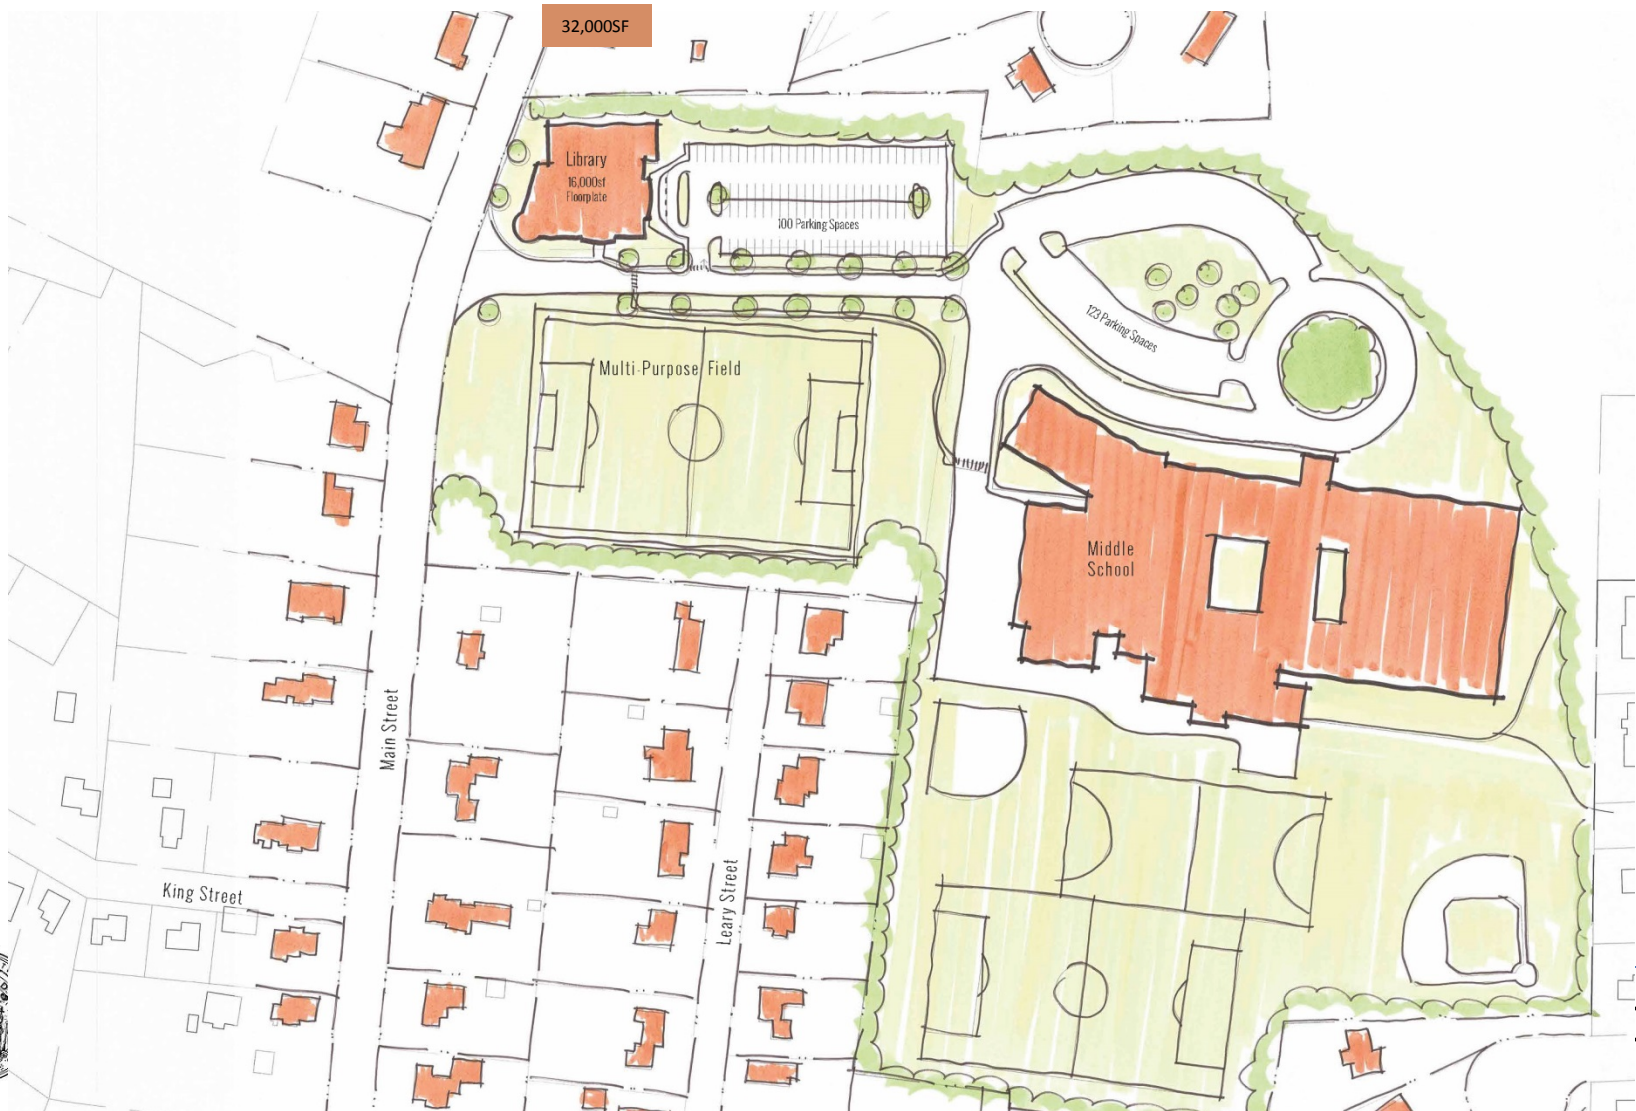 32,000SF
Library
16,000sf
Floorplate
100 Parking Spaces
123 Parking Spaces
Multi-Purpose Field
Middle
School
Main Street
Leary Street
King Street